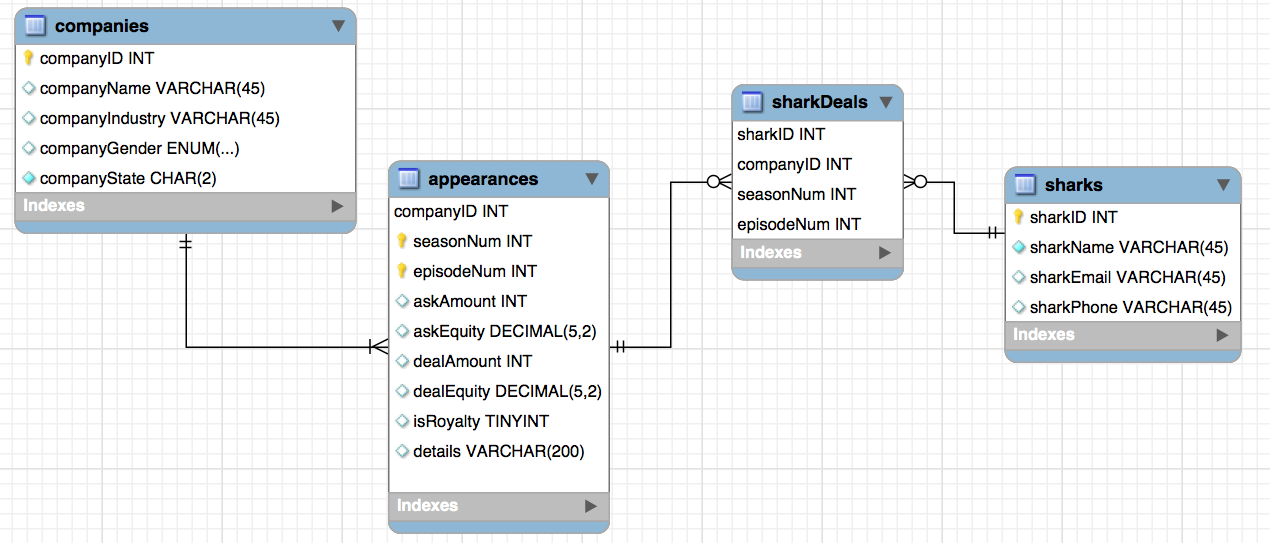 companies
companyID INT
companyName VARCHAR(45)
companyIndustry VARCHAR(45)
companyGender ENUM(...)
companyState CHAR(2)
Indexes
appearances
companyID INT
seasonNum INT
episodeNum INT
askAmount INT
askEquity DECIMAL(5,2)
dealAmount INT
dealEquity DECIMAL(5,2)
isRoyalty TINYINT
details VARCHAR(200)
Indexes
sharkDeals
sharkID INT
companyID INT
seasonNum INT
episodeNum INT
Indexes
sharks
sharkID INT
sharkName VARCHAR(45)
sharkEmail VARCHAR(45)
sharkPhone VARCHAR(45)
Indexes